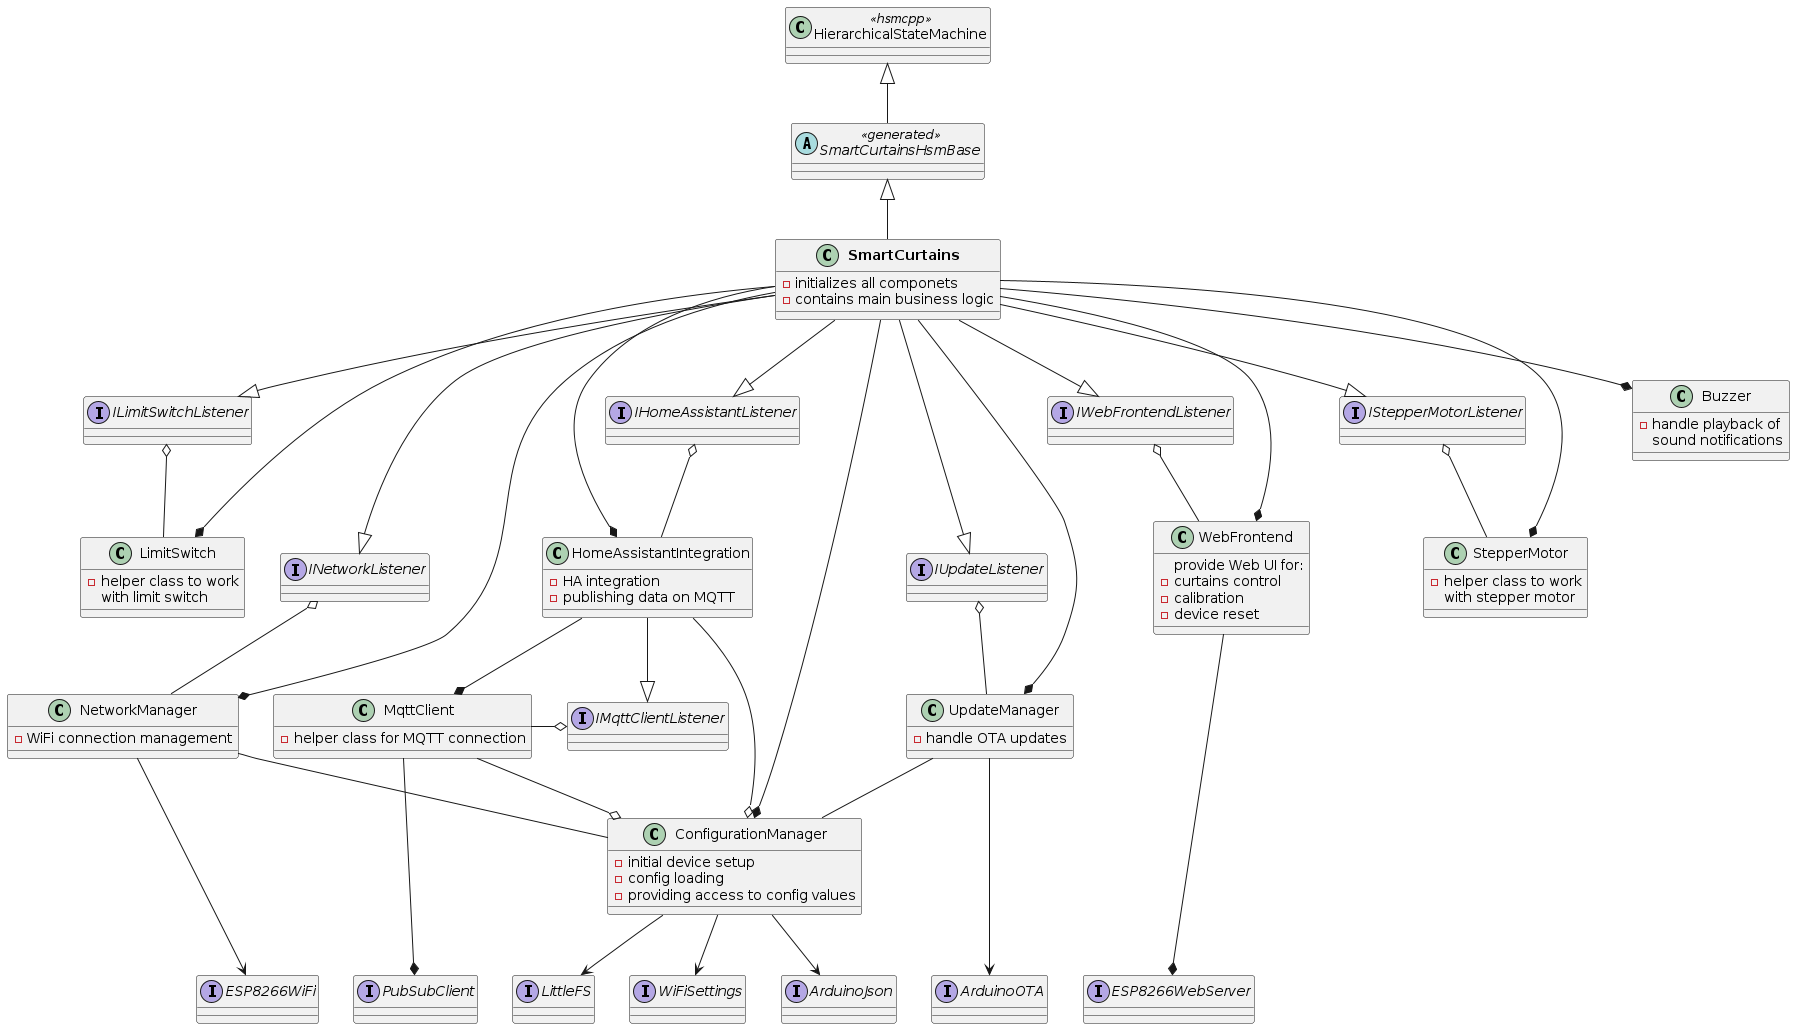 «hsmcpp»
C HierarchicalStateMachine
«generated»
A SmartCurtainsHsmBase
C SmartCurtains
initializes all componets
contains main business logic
I ILimitSwitchListener
I IHomeAssistantListener
I IWebFrontendListener
I IStepperMotorListener
C Buzzer
handle playback of
sound notifications
C LimitSwitch
helper class to work
with limit switch
I INetworkListener
C HomeAssistantIntegration
HA integration
publishing data on MQTT
I IUpdateListener
C WebFrontend
provide Web UI for:
curtains control
calibration
device reset
C StepperMotor
helper class to work
with stepper motor
C NetworkManager
WiFi connection management
C MqttClient
helper class for MQTT connection
I IMqttClientListener
C UpdateManager
handle OTA updates
C ConfigurationManager
initial device setup
config loading
providing access to config values
I ESP8266WiFi
I PubSubClient
I LittleFS
I WiFiSettings
I ArduinoJson
I ArduinoOTA
I ESP8266WebServer